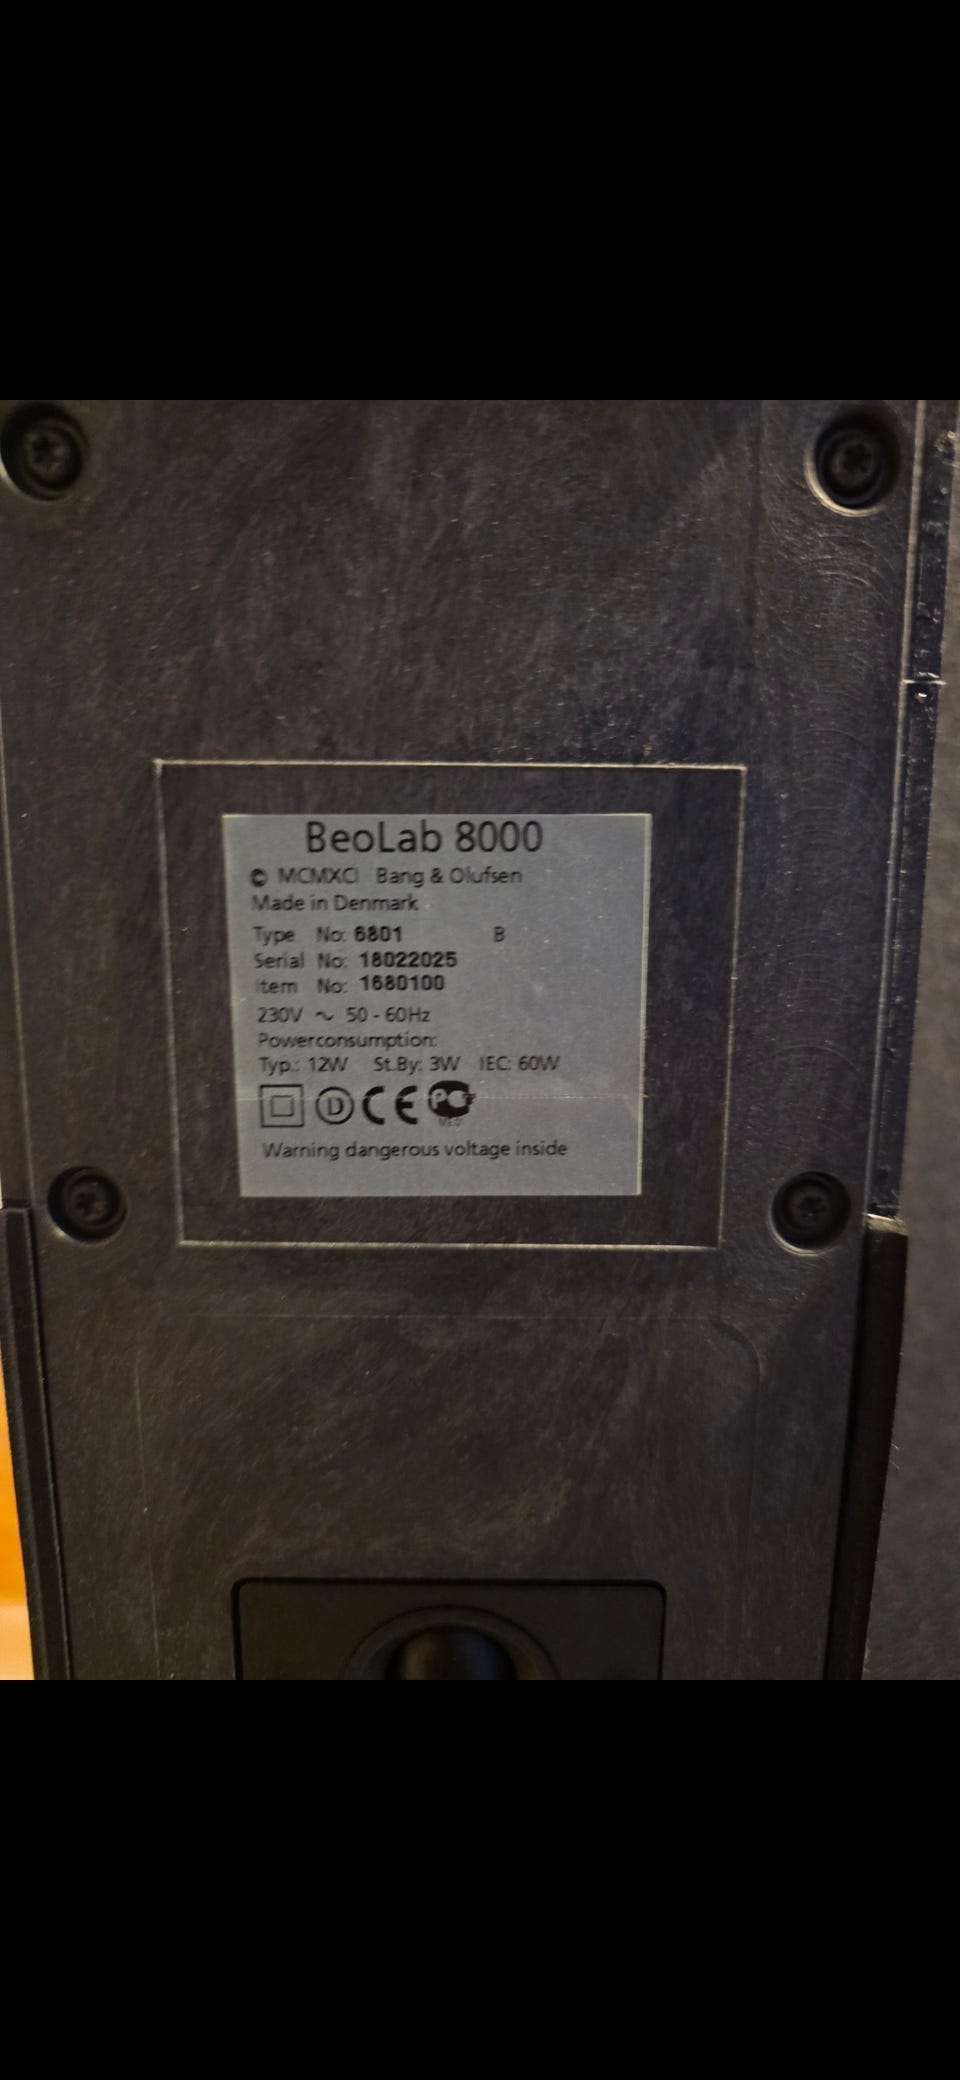 BeoLab 8000
© MCMXCI Bang & Olufsen
Made in Denmark
Type No: 6801 B
Serial No: 18022025
Item No: 1680100
230V ~ 50 - 60Hz
Powerconsumption:
Typ.: 12W St.By: 3W IEC: 60W
D CE
Warning dangerous voltage inside